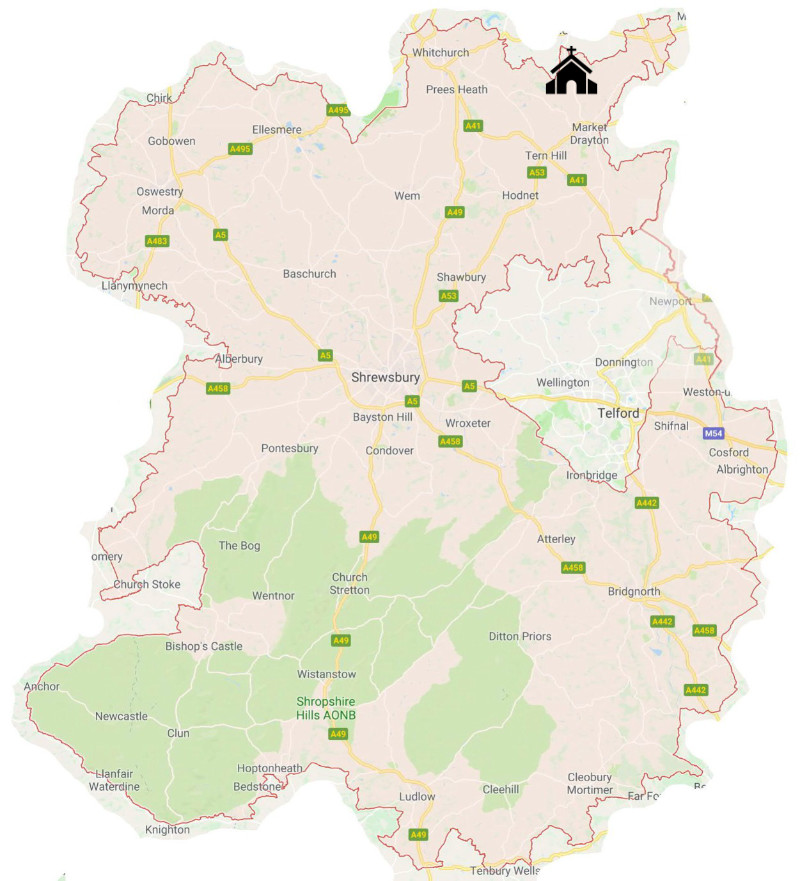 M
Whitchurch
Prees Heath
Chirk
A495
A41
Ellesmere
Market
Drayton
Gobowen
A495
Tern Hill
A53
A41
Oswestry
Wem
Hodnet
Morda
A49
A5
A483
Baschurch
Shawbury
Llanymynech
A53
Newport
Alberbury
A5
Donnington
A41
Shrewsbury
Wellington
A458
A5
Weston-u
A5
Telford
Bayston Hill
Wroxeter
Shifnal
M54
A458
Pontesbury
Condover
Cosford
Albrighton
Ironbridge
A442
A49
Atterley
The Bog
omery
A458
Church Stoke
Church
Stretton
Wentnor
Bridgnorth
A442
A458
Bishop's Castle
A49
Ditton Priors
Wistanstow
Anchor
A442
Shropshire
Hills AONB
Newcastle
Clun
A49
Llanfair
Waterdine
Hoptonheath
Bedstone
Cleobury
Mortimer
Ludlow
Cleehill
Far Fo
Knighton
A49
Tenbury Wells